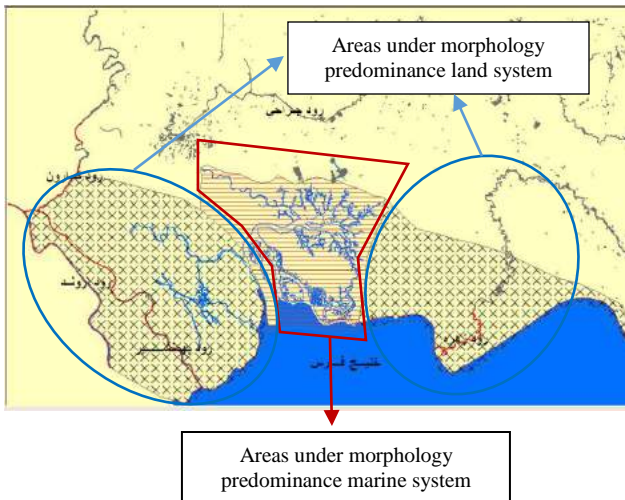 Areas under morphology
predominance land system
رود جراحی
رود کارون
رود اروند
رود بهمنشیر
رود زهره
خلیج فارس
Areas under morphology
predominance marine system